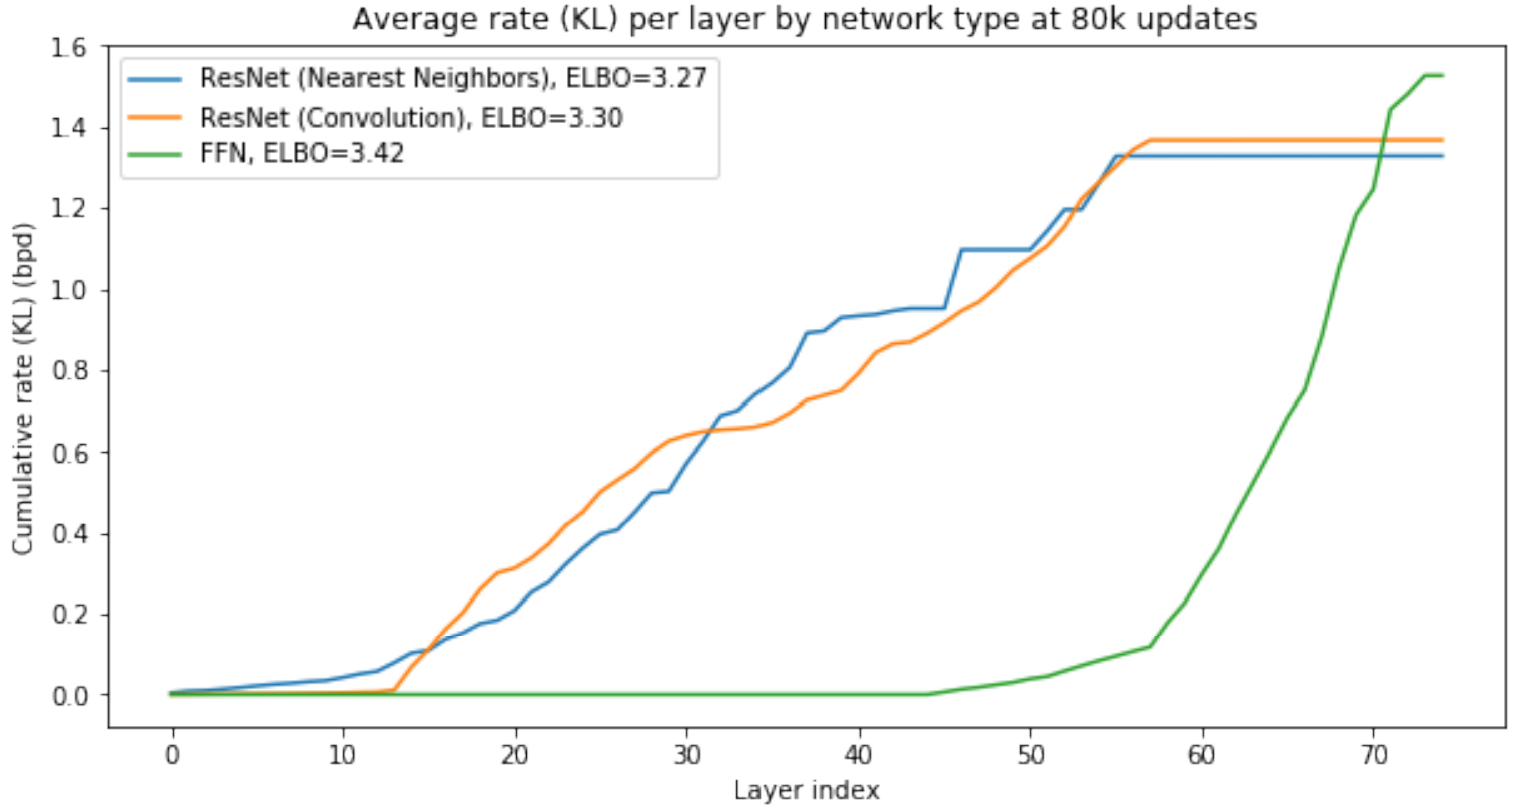 Average rate (KL) per layer by network type at 80k updates
ResNet (Nearest Neighbors), ELBO=3.27
ResNet (Convolution), ELBO=3.30
FFN, ELBO=3.42
Cumulative rate (KL) (bpd)
1.6
1.4
1.2
1.0
0.8
0.6
0.4
0.2
0.0
0 10 20 30 40 50 60 70
Layer index